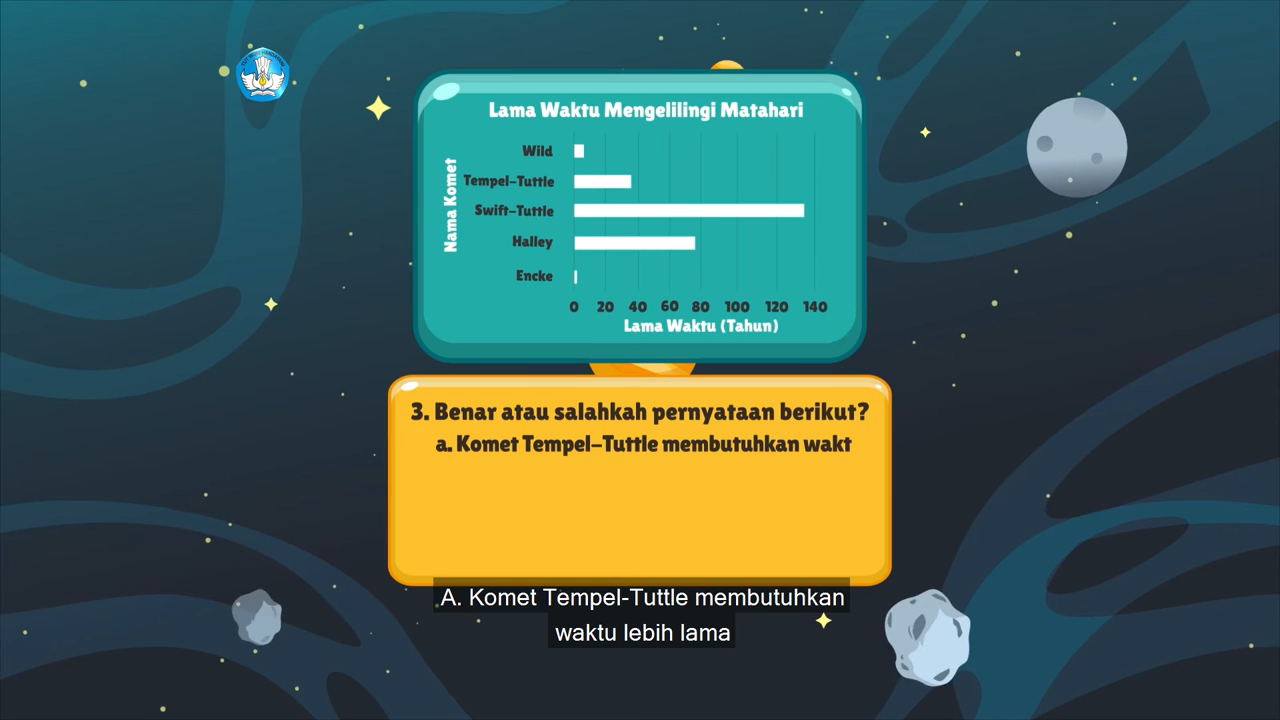 Lama Waktu Mengelilingi Matahari
Nama Komet
Wild
Tempel-Tuttle
Swift-Tuttle
Halley
Encke
0 20 40 60 80 100 120 140
Lama Waktu (Tahun)
3. Benar atau salahkah pernyataan berikut?
a. Komet Tempel-Tuttle membutuhkan wakt
A. Komet Tempel-Tuttle membutuhkan
waktu lebih lama